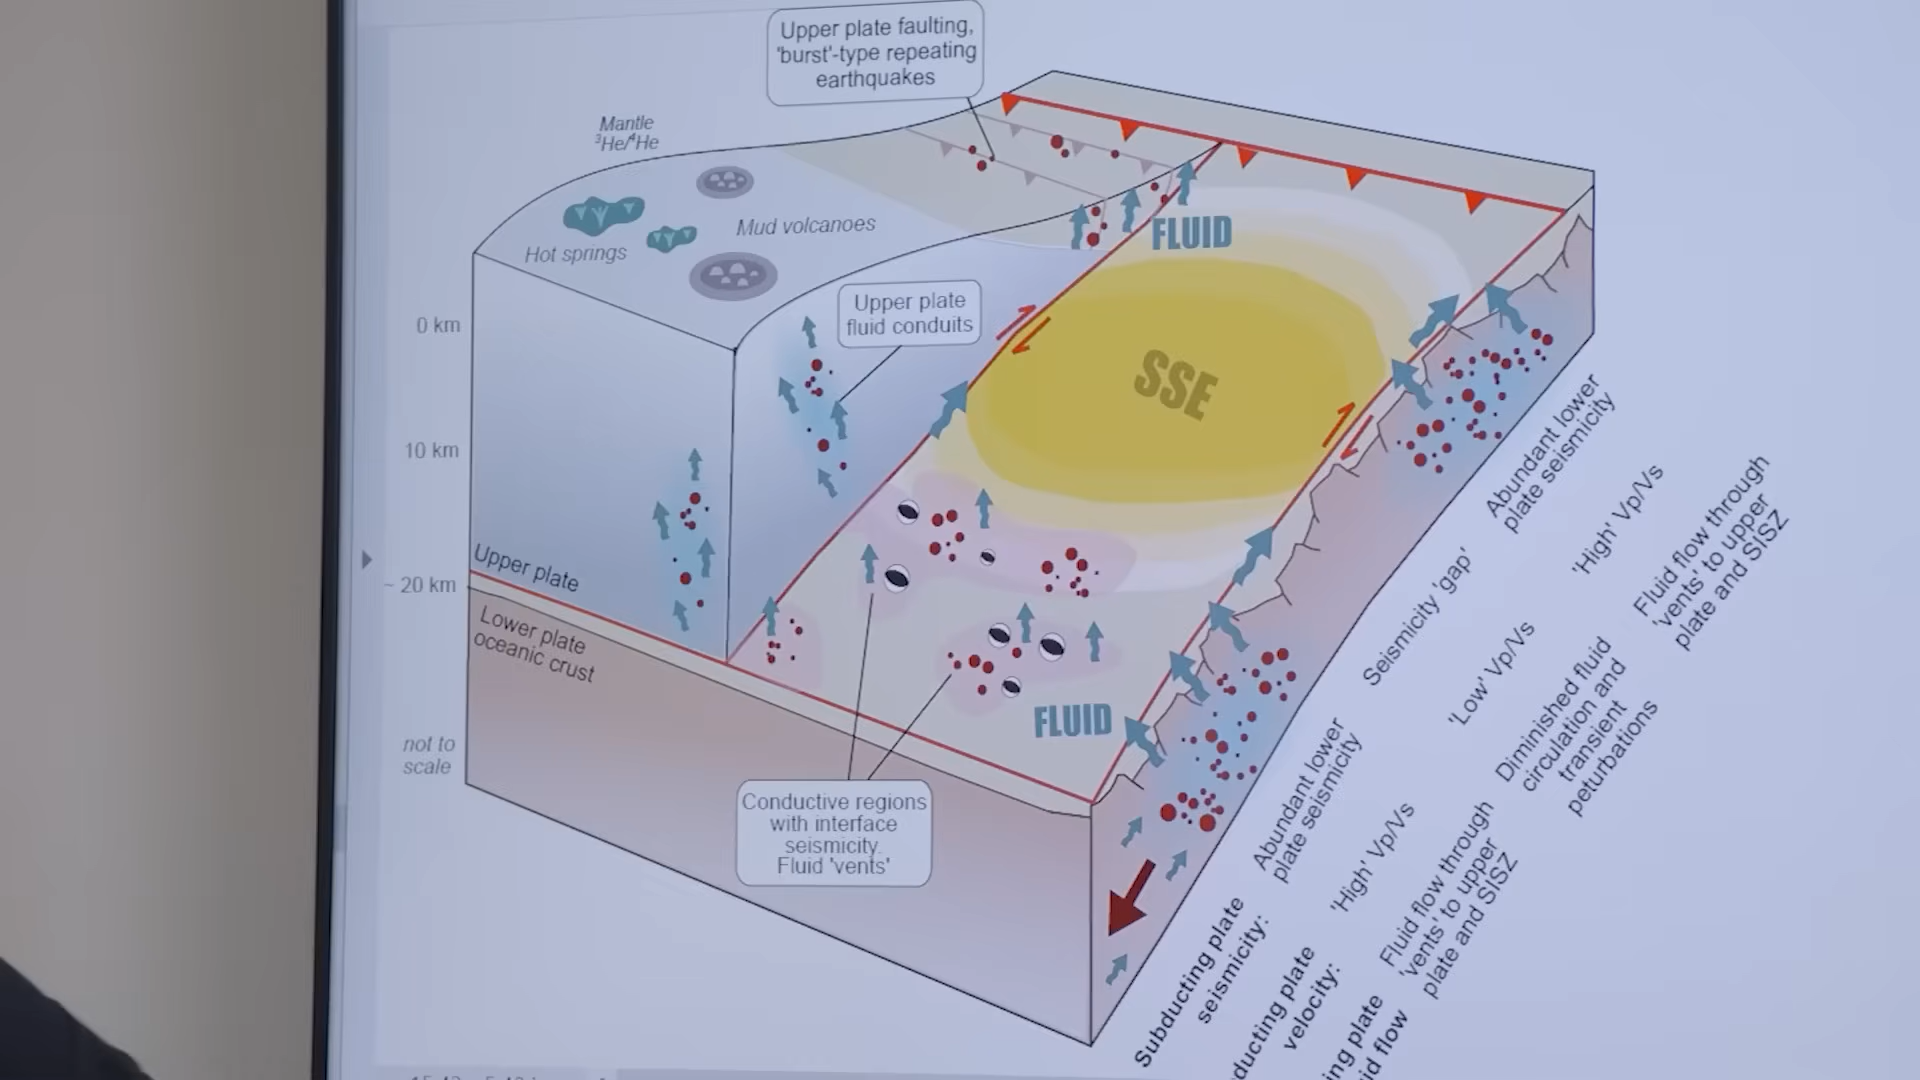 Upper plate faulting,
'burst'-type repeating
earthquakes
Mantle
³He/⁴He
Mud volcanoes
Hot springs
FLUID
Upper plate
fluid conduits
0 km
SSE
10 km
Upper plate
~ 20 km
Lower plate
oceanic crust
FLUID
not to
scale
Conductive regions
with interface
seismicity.
Fluid 'vents'
Subducting plate
seismicity:
Abundant lower
plate seismicity
Seismicity 'gap'
Abundant lower
plate seismicity
ducting plate
velocity:
'High' Vp/Vs
'Low' Vp/Vs
'High' Vp/Vs
ing plate
id flow
Fluid flow through
'vents' to upper
plate and SISZ
Diminished fluid
circulation and
transient
peturbations
Fluid flow through
'vents' to upper
plate and SISZ